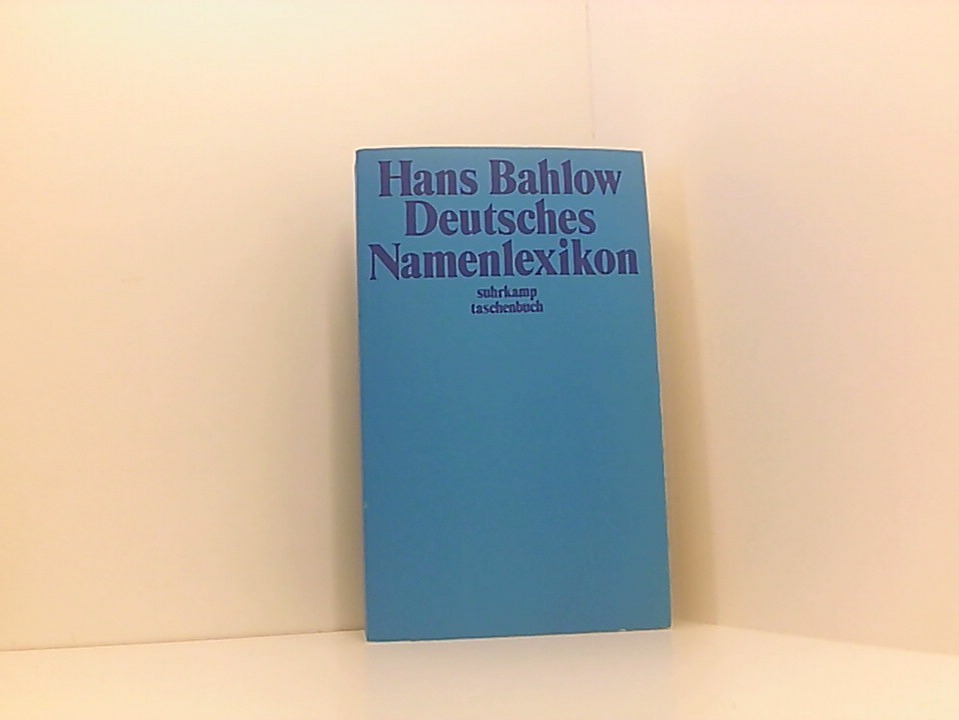 Hans Bahlow
Deutsches
Namenlexikon
suhrkamp
taschenbuch